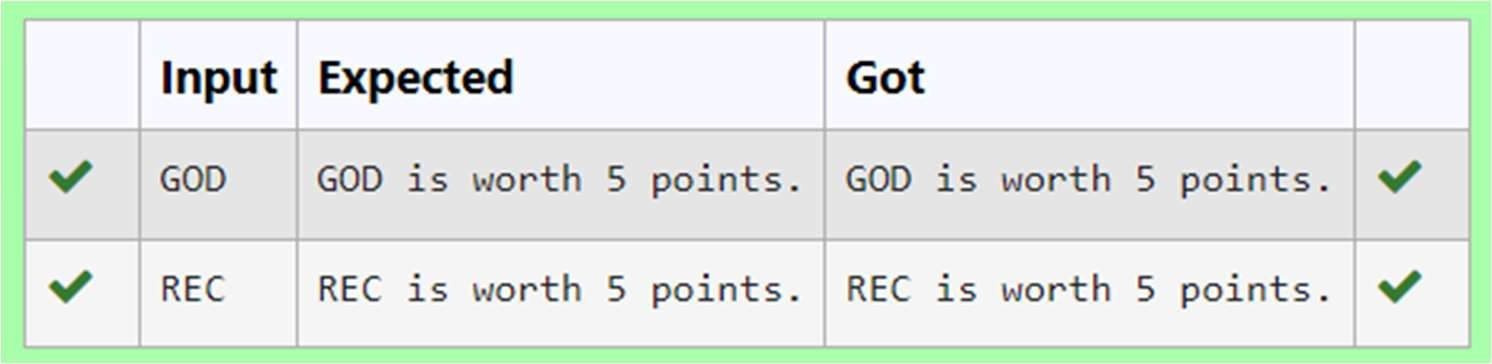 Input Expected Got
GOD GOD is worth 5 points. GOD is worth 5 points.
REC REC is worth 5 points. REC is worth 5 points.